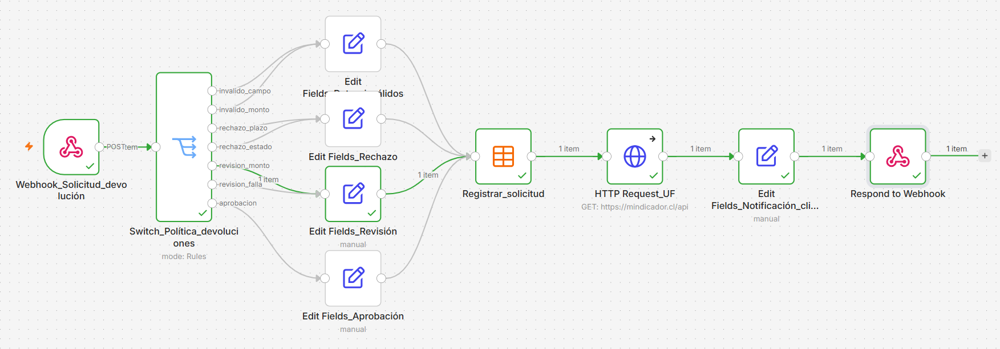 POST
item
Webhook_Solicitud_devo
lución
invalido_campo
invalido_monto
rechazo_plazo
rechazo_estado
revision_monto
revision_falla
aprobacion
1 item
Switch_Política_devoluci
ones
mode: Rules
Edit
Edit Fields_Rechazo
Edit Fields_Revisión
manual
Edit Fields_Aprobación
manual
1 item
Registrar_solicitud
1 item
HTTP Request_UF
GET: https://mindicador.cl/api
1 item
Edit
Fields_Notificación_cli...
manual
1 item
Respond to Webhook
1 item